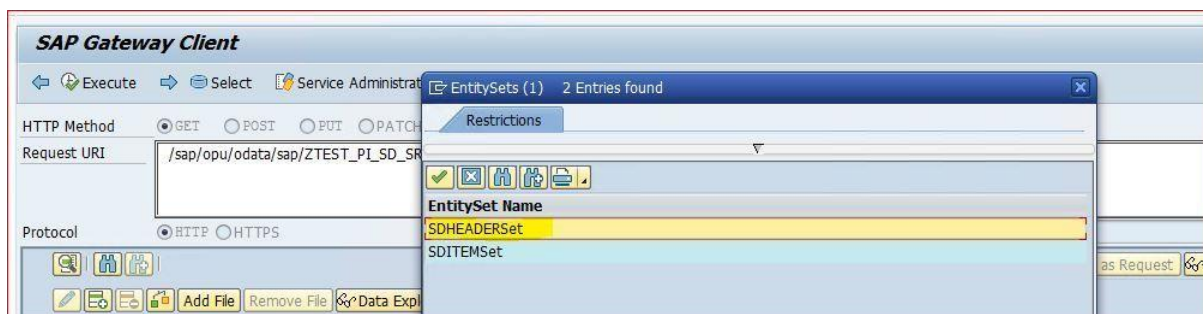 SAP Gateway Client
Execute Select Service Administrat
HTTP Method GET POST PUT PATCH
Request URI /sap/opu/odata/sap/ZTEST_PI_SD_SR
Protocol HTTP HTTPS
Add File Remove File Data Expl
as Request
EntitySets (1) 2 Entries found
Restrictions
EntitySet Name
SDHEADERSet
SDITEMSet